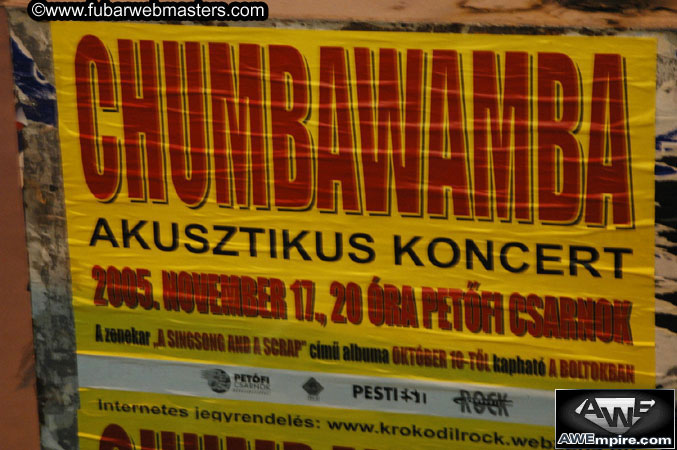 ©www.fubarwebmasters.com
CHUMBAWAMBA
AKUSZTIKUS KONCERT
2005. NOVEMBER 17., 20 ÓRA PETŐFI CSARNOK
A zenekar „A SINGSONG AND A SCRAP" című albuma OKTÓBER 10-TŐL kapható A BOLTOKBAN
PETŐFI
CSARNOK
PESTI
ROCK
Internetes jegyrendelés: www.krokodilrock.web
AWE
AWEmpire.com